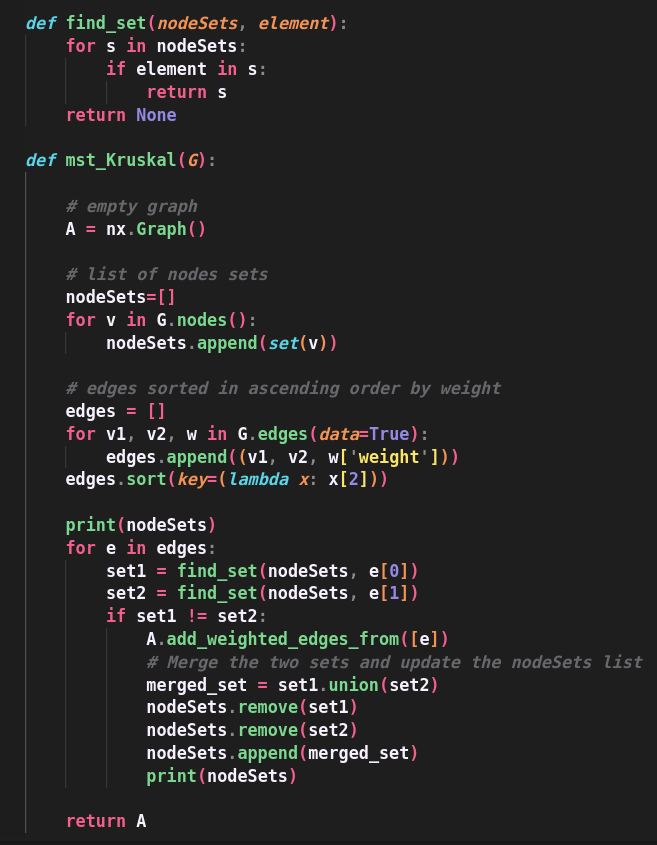 def find_set(nodeSets, element):
    for s in nodeSets:
        if element in s:
            return s
    return None

def mst_Kruskal(G):

    # empty graph
    A = nx.Graph()

    # list of nodes sets
    nodeSets=[]
    for v in G.nodes():
        nodeSets.append(set(v))

    # edges sorted in ascending order by weight
    edges = []
    for v1, v2, w in G.edges(data=True):
        edges.append((v1, v2, w['weight']))
    edges.sort(key=(lambda x: x[2]))

    print(nodeSets)
    for e in edges:
        set1 = find_set(nodeSets, e[0])
        set2 = find_set(nodeSets, e[1])
        if set1 != set2:
            A.add_weighted_edges_from([e])
            # Merge the two sets and update the nodeSets list
            merged_set = set1.union(set2)
            nodeSets.remove(set1)
            nodeSets.remove(set2)
            nodeSets.append(merged_set)
            print(nodeSets)

    return A